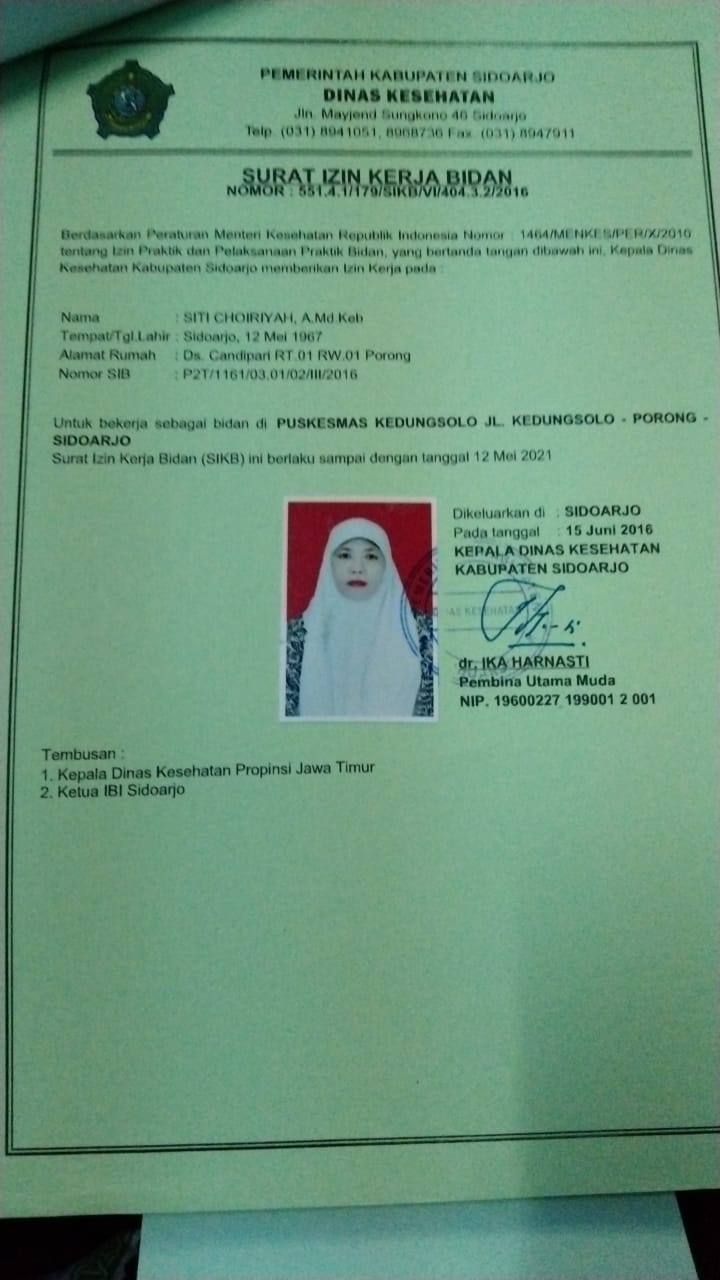 PEMERINTAH KABUPATEN SIDOARJO
DINAS KESEHATAN
Jln. Mayjend Sungkono 46 Sidoarjo
Telp. (031) 8941051, 8968736 Fax. (031) 8947911
SURAT IZIN KERJA BIDAN
NOMOR : 551.4.1/179/SIKB/VI/404.3.2/2016
Berdasarkan Peraturan Menteri Kesehatan Republik Indonesia Nomor : 1464/MENKES/PER/X/2010
tentang Izin Praktik dan Pelaksanaan Praktik Bidan, yang bertanda tangan dibawah ini, Kepala Dinas
Kesehatan Kabupaten Sidoarjo memberikan Izin Kerja pada :
Nama : SITI CHOIRIYAH, A.Md.Keb
Tempat/Tgl.Lahir : Sidoarjo, 12 Mei 1967
Alamat Rumah : Ds. Candipari RT.01 RW.01 Porong
Nomor SIB : P2T/1161/03.01/02/III/2016
Untuk bekerja sebagai bidan di PUSKESMAS KEDUNGSOLO JL. KEDUNGSOLO - PORONG -
SIDOARJO
Surat Izin Kerja Bidan (SIKB) ini berlaku sampai dengan tanggal 12 Mei 2021
Dikeluarkan di : SIDOARJO
Pada tanggal : 15 Juni 2016
KEPALA DINAS KESEHATAN
KABUPATEN SIDOARJO
dr. IKA HARNASTI
Pembina Utama Muda
NIP. 19600227 199001 2 001
Tembusan :
1. Kepala Dinas Kesehatan Propinsi Jawa Timur
2. Ketua IBI Sidoarjo